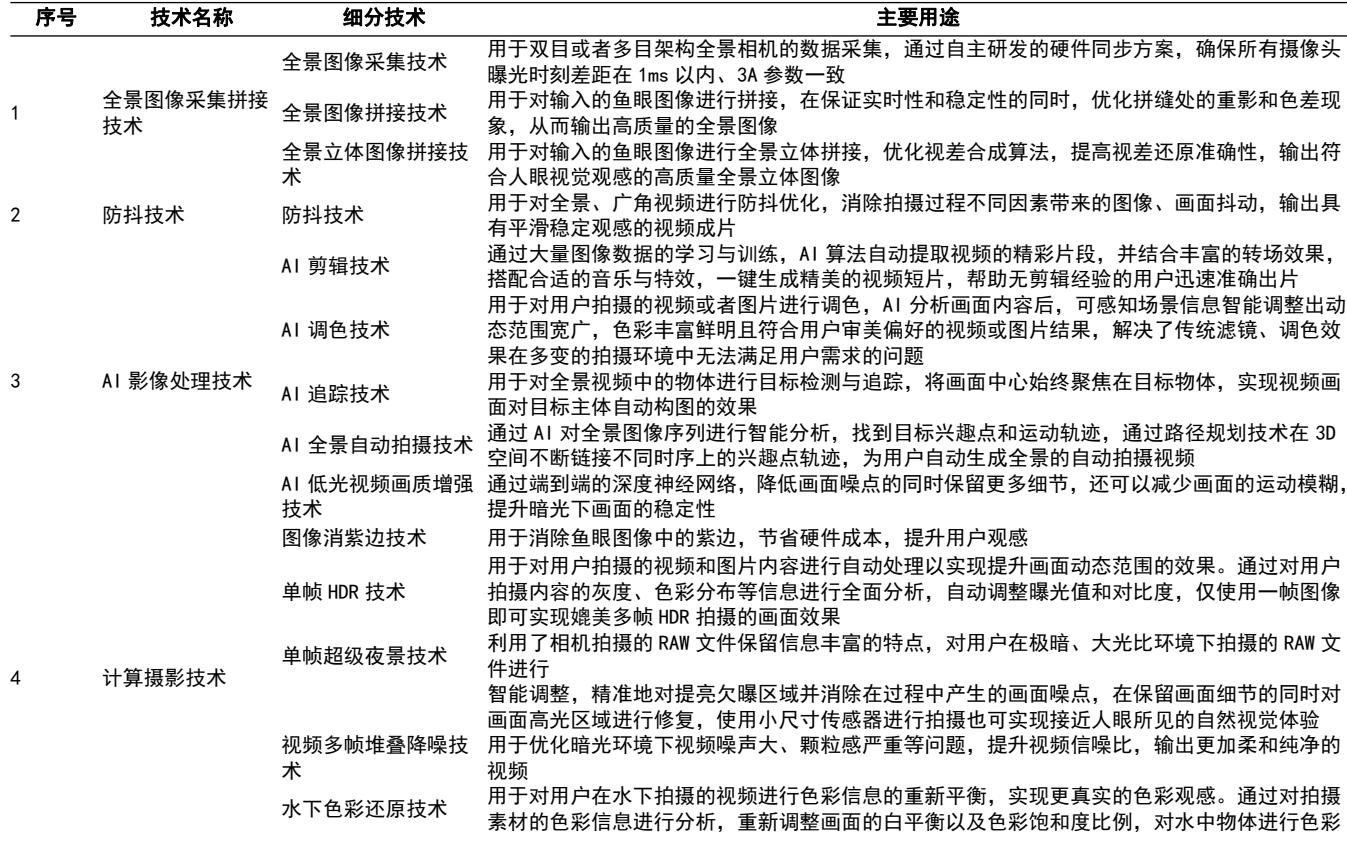 序号 技术名称 细分技术 主要用途
全景图像采集技术 用于双目或者多目架构全景相机的数据采集，通过自主研发的硬件同步方案，确保所有摄像头
曝光时刻差距在 1ms 以内、3A 参数一致
1 全景图像采集拼接
技术
全景图像拼接技术 用于对输入的鱼眼图像进行拼接，在保证实时性和稳定性的同时，优化拼缝处的重影和色差现
象，从而输出高质量的全景图像
全景立体图像拼接技
术
用于对输入的鱼眼图像进行全景立体拼接，优化视差合成算法，提高视差还原准确性，输出符
合人眼视觉观感的高质量全景立体图像
2 防抖技术 防抖技术 用于对全景、广角视频进行防抖优化，消除拍摄过程不同因素带来的图像、画面抖动，输出具
有平滑稳定观感的视频成片
3 AI 影像处理技术
AI 剪辑技术 通过大量图像数据的学习与训练，AI 算法自动提取视频的精彩片段，并结合丰富的转场效果，
搭配合适的音乐与特效，一键生成精美的视频短片，帮助无剪辑经验的用户迅速准确出片
AI 调色技术 用于对用户拍摄的视频或者图片进行调色，AI 分析画面内容后，可感知场景信息智能调整出动
态范围宽广，色彩丰富鲜明且符合用户审美偏好的视频或图片结果，解决了传统滤镜、调色效
果在多变的拍摄环境中无法满足用户需求的问题
AI 追踪技术 用于对全景视频中的物体进行目标检测与追踪，将画面中心始终聚焦在目标物体，实现视频画
面对目标主体自动构图的效果
AI 全景自动拍摄技术 通过 AI 对全景图像序列进行智能分析，找到目标兴趣点和运动轨迹，通过路径规划技术在 3D
空间不断链接不同时序上的兴趣点轨迹，为用户自动生成全景的自动拍摄视频
AI 低光视频画质增强
技术
通过端到端的深度神经网络，降低画面噪点的同时保留更多细节，还可以减少画面的运动模糊，
提升暗光下画面的稳定性
4 计算摄影技术
图像消紫边技术 用于消除鱼眼图像中的紫边，节省硬件成本，提升用户观感
单帧 HDR 技术 用于对用户拍摄的视频和图片内容进行自动处理以实现提升画面动态范围的效果。通过对用户
拍摄内容的灰度、色彩分布等信息进行全面分析，自动调整曝光值和对比度，仅使用一帧图像
即可实现媲美多帧 HDR 拍摄的画面效果
单帧超级夜景技术 利用了相机拍摄的 RAW 文件保留信息丰富的特点，对用户在极暗、大光比环境下拍摄的 RAW 文
件进行
智能调整，精准地对提亮欠曝区域并消除在过程中产生的画面噪点，在保留画面细节的同时对
画面高光区域进行修复，使用小尺寸传感器进行拍摄也可实现接近人眼所见的自然视觉体验
视频多帧堆叠降噪技
术
用于优化暗光环境下视频噪声大、颗粒感严重等问题，提升视频信噪比，输出更加柔和纯净的
视频
水下色彩还原技术 用于对用户在水下拍摄的视频进行色彩信息的重新平衡，实现更真实的色彩观感。通过对拍摄
素材的色彩信息进行分析，重新调整画面的白平衡以及色彩饱和度比例，对水中物体进行色彩